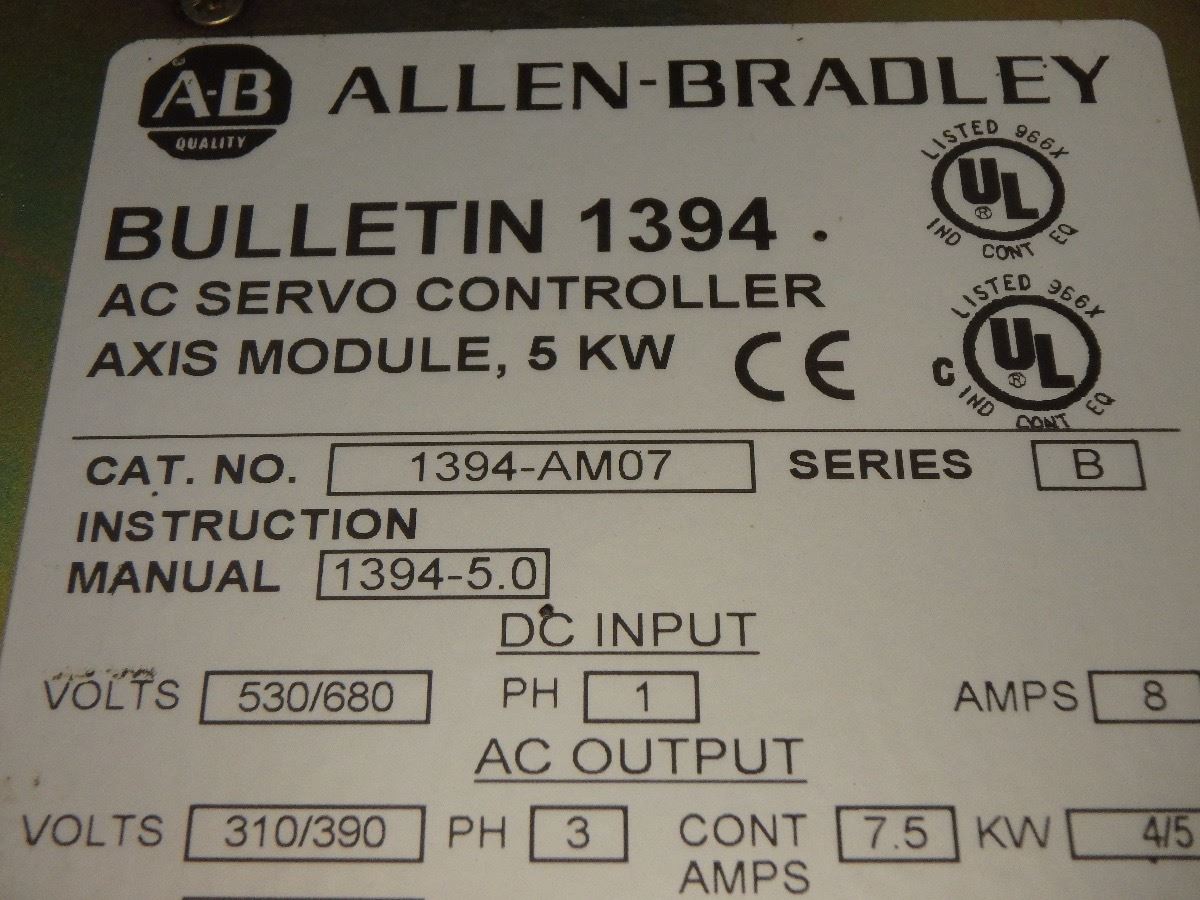 A-B
QUALITY
ALLEN-BRADLEY
LISTED 966X
UL
®
IND CONT EQ
BULLETIN 1394 .
AC SERVO CONTROLLER
AXIS MODULE, 5 KW
CE
LISTED 966X
C UL
®
IND CONT EQ
CAT. NO. 1394-AM07 SERIES B
INSTRUCTION
MANUAL 1394-5.0
DC INPUT
VOLTS 530/680 PH 1 AMPS 8
AC OUTPUT
VOLTS 310/390 PH 3 CONT 7.5 KW 4/5
AMPS